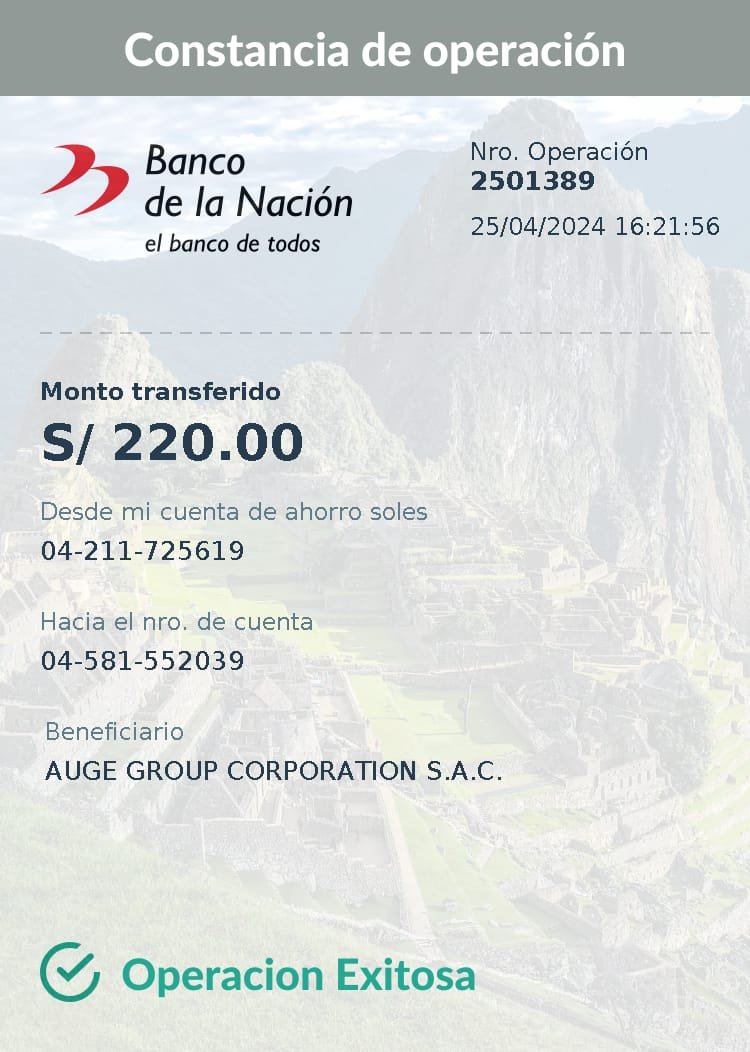 Constancia de operación
Banco
de la Nación
el banco de todos
Nro. Operación
2501389
25/04/2024 16:21:56
Monto transferido
S/ 220.00
Desde mi cuenta de ahorro soles
04-211-725619
Hacia el nro. de cuenta
04-581-552039
Beneficiario
AUGE GROUP CORPORATION S.A.C.
Operacion Exitosa